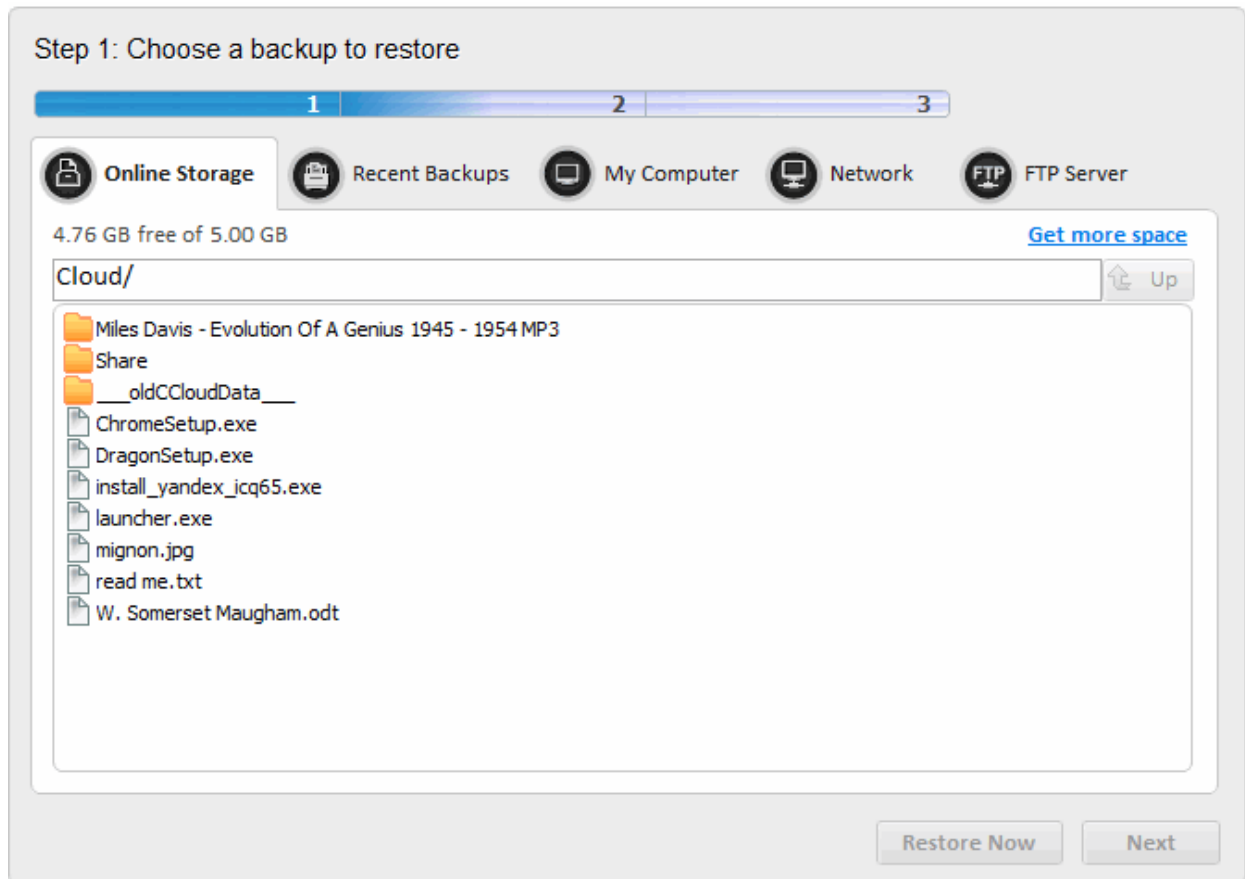 Step 1: Choose a backup to restore
1 2 3
Online Storage Recent Backups My Computer Network FTP FTP Server
4.76 GB free of 5.00 GB Get more space
Cloud/ Up
Miles Davis - Evolution Of A Genius 1945 - 1954 MP3
Share
___oldCCloudData___
ChromeSetup.exe
DragonSetup.exe
install_yandex_icq65.exe
launcher.exe
mignon.jpg
read me.txt
W. Somerset Maugham.odt
Restore Now Next